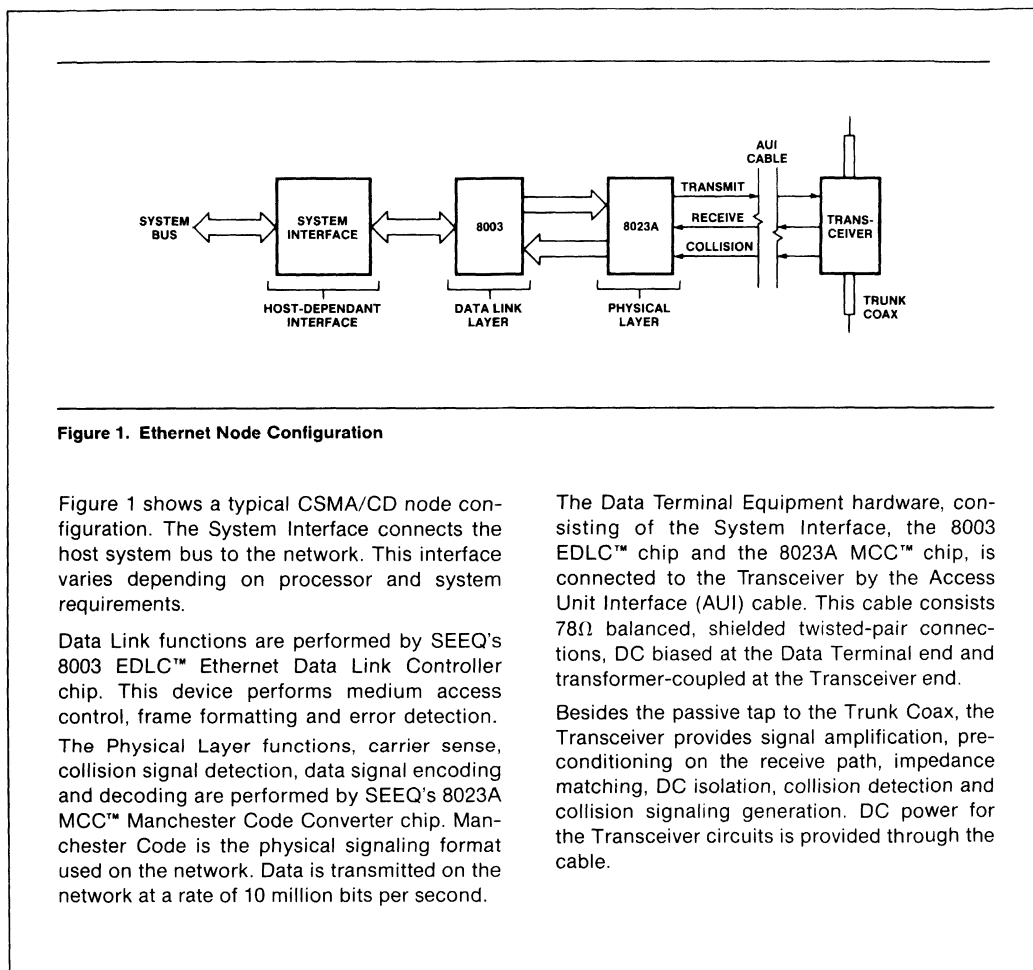 AUI
CABLE
TRANSMIT
SYSTEM
BUS
SYSTEM
INTERFACE
8003
8023A
RECEIVE
TRANS-
CEIVER
COLLISION
HOST-DEPENDANT
INTERFACE
DATA LINK
LAYER
PHYSICAL
LAYER
TRUNK
COAX
Figure 1. Ethernet Node Configuration
Figure 1 shows a typical CSMA/CD node con-
figuration. The System Interface connects the
host system bus to the network. This interface
varies depending on processor and system
requirements.
Data Link functions are performed by SEEQ's
8003 EDLC™ Ethernet Data Link Controller
chip. This device performs medium access
control, frame formatting and error detection.
The Physical Layer functions, carrier sense,
collision signal detection, data signal encoding
and decoding are performed by SEEQ's 8023A
MCC™ Manchester Code Converter chip. Man-
chester Code is the physical signaling format
used on the network. Data is transmitted on the
network at a rate of 10 million bits per second.
The Data Terminal Equipment hardware, con-
sisting of the System Interface, the 8003
EDLC™ chip and the 8023A MCC™ chip, is
connected to the Transceiver by the Access
Unit Interface (AUI) cable. This cable consists
78Ω balanced, shielded twisted-pair connec-
tions, DC biased at the Data Terminal end and
transformer-coupled at the Transceiver end.
Besides the passive tap to the Trunk Coax, the
Transceiver provides signal amplification, pre-
conditioning on the receive path, impedance
matching, DC isolation, collision detection and
collision signaling generation. DC power for
the Transceiver circuits is provided through the
cable.